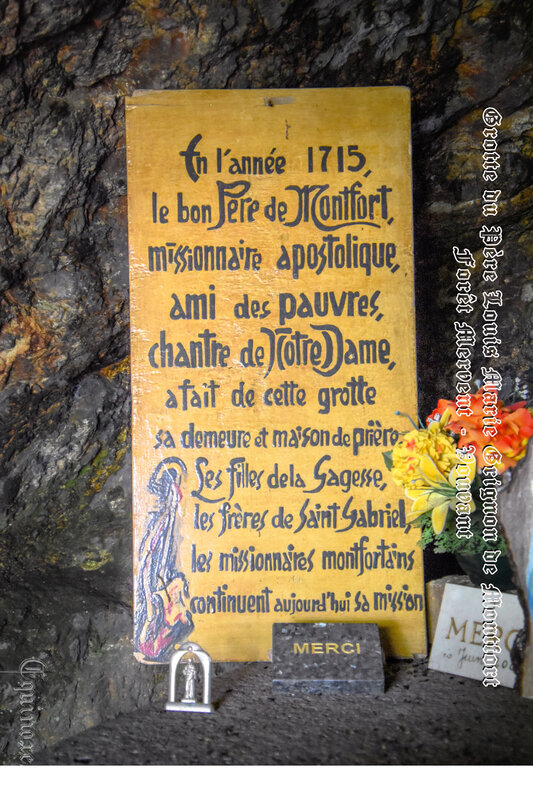 En l'année 1715,
le bon Père de Montfort,
missionnaire apostolique,
ami des pauvres,
chantre de Notre Dame,
a fait de cette grotte
sa demeure et maison de prière.
Les filles de la Sagesse,
les frères de Saint Gabriel,
les missionnaires montfortains
continuent aujourd'hui sa mission
MERCI
MERCI
Grotte du Père Louis Marie Grignon de Montfort
Forêt Mervent - Vouvant
Equinoxe